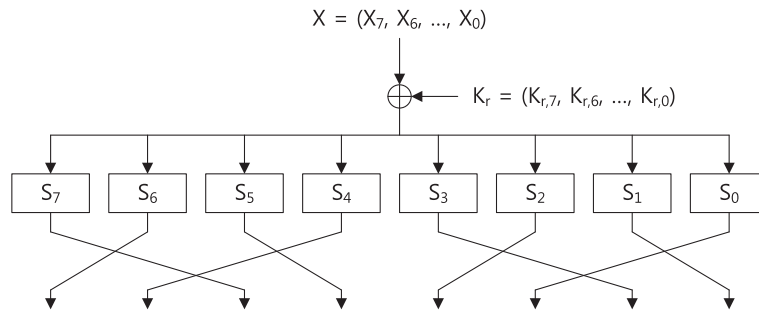 X = (X₇, X₆, ..., X₀)
Kᵣ = (Kᵣ,₇, Kᵣ,₆, ..., Kᵣ,₀)
S₇ S₆ S₅ S₄ S₃ S₂ S₁ S₀